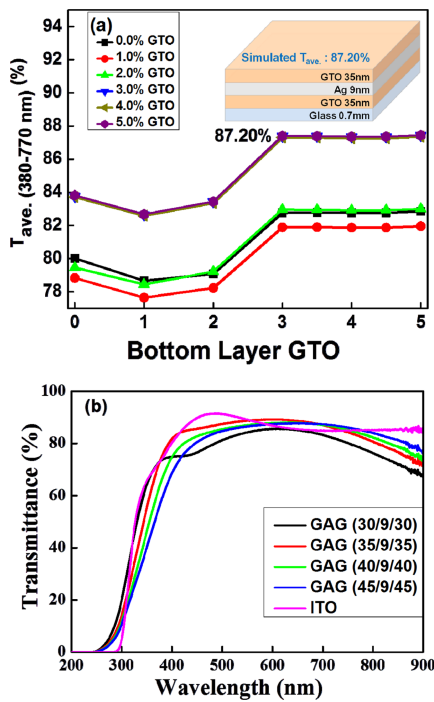 (a)
0.0% GTO
1.0% GTO
2.0% GTO
3.0% GTO
4.0% GTO
5.0% GTO
Simulated Tave. : 87.20%
GTO 35nm
Ag 9nm
GTO 35nm
Glass 0.7mm
87.20%
Tave. (380-770 nm) (%)
94
92
90
88
86
84
82
80
78
0 1 2 3 4 5
Bottom Layer GTO
(b)
Transmittance (%)
100
80
60
40
20
0
GAG (30/9/30)
GAG (35/9/35)
GAG (40/9/40)
GAG (45/9/45)
ITO
200 300 400 500 600 700 800 900
Wavelength (nm)